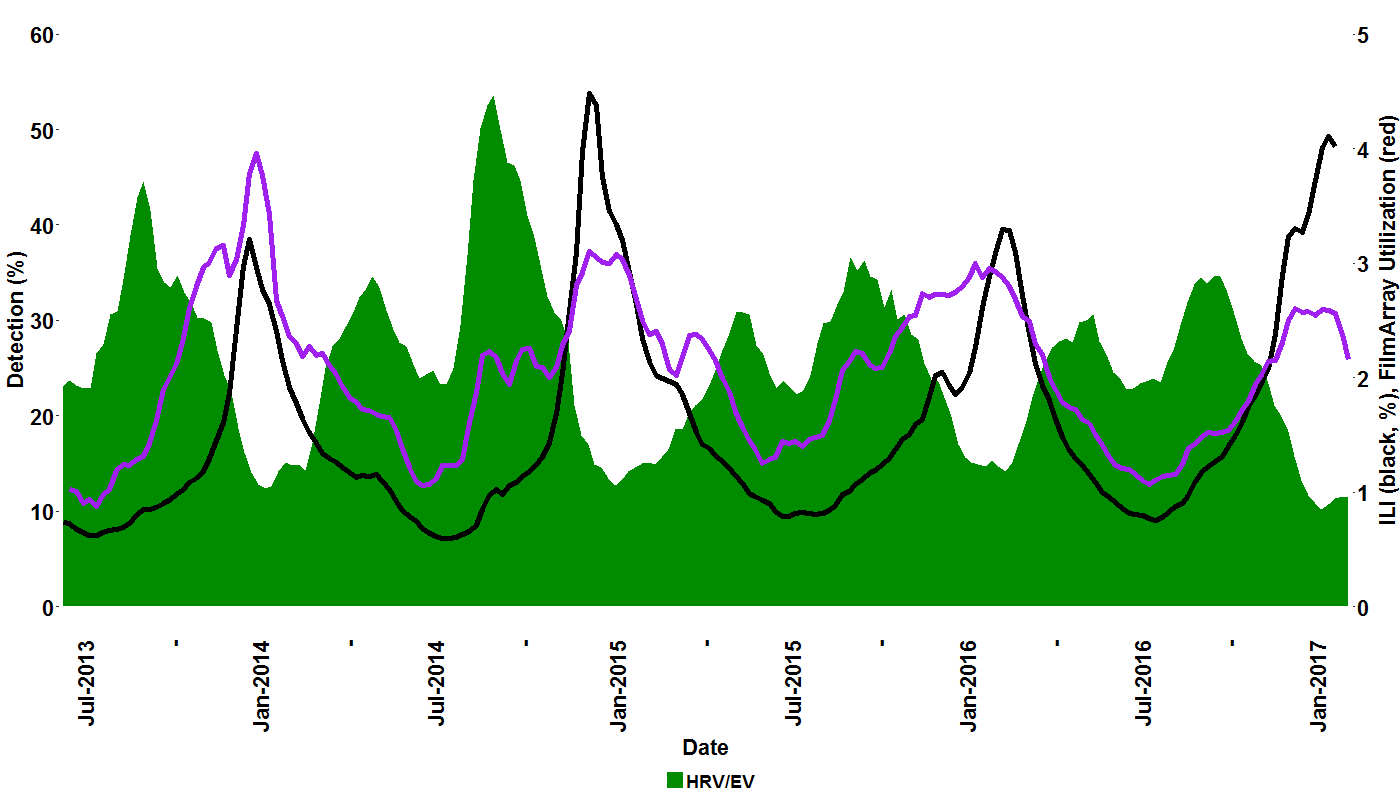 60
50
40
30
20
10
0
Detection (%)
5
4
3
2
1
0
ILI (black, %), FilmArray Utilization (red)
Jul-2013
-
Jan-2014
-
Jul-2014
-
Jan-2015
-
Jul-2015
-
Jan-2016
-
Jul-2016
-
Jan-2017
Date
HRV/EV